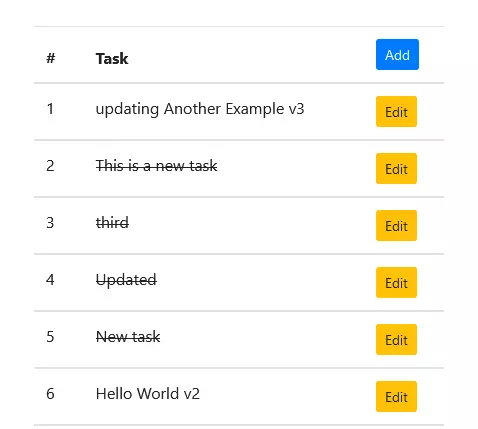 # Task Add
1 updating Another Example v3 Edit
2 This is a new task Edit
3 third Edit
4 Updated Edit
5 New task Edit
6 Hello World v2 Edit